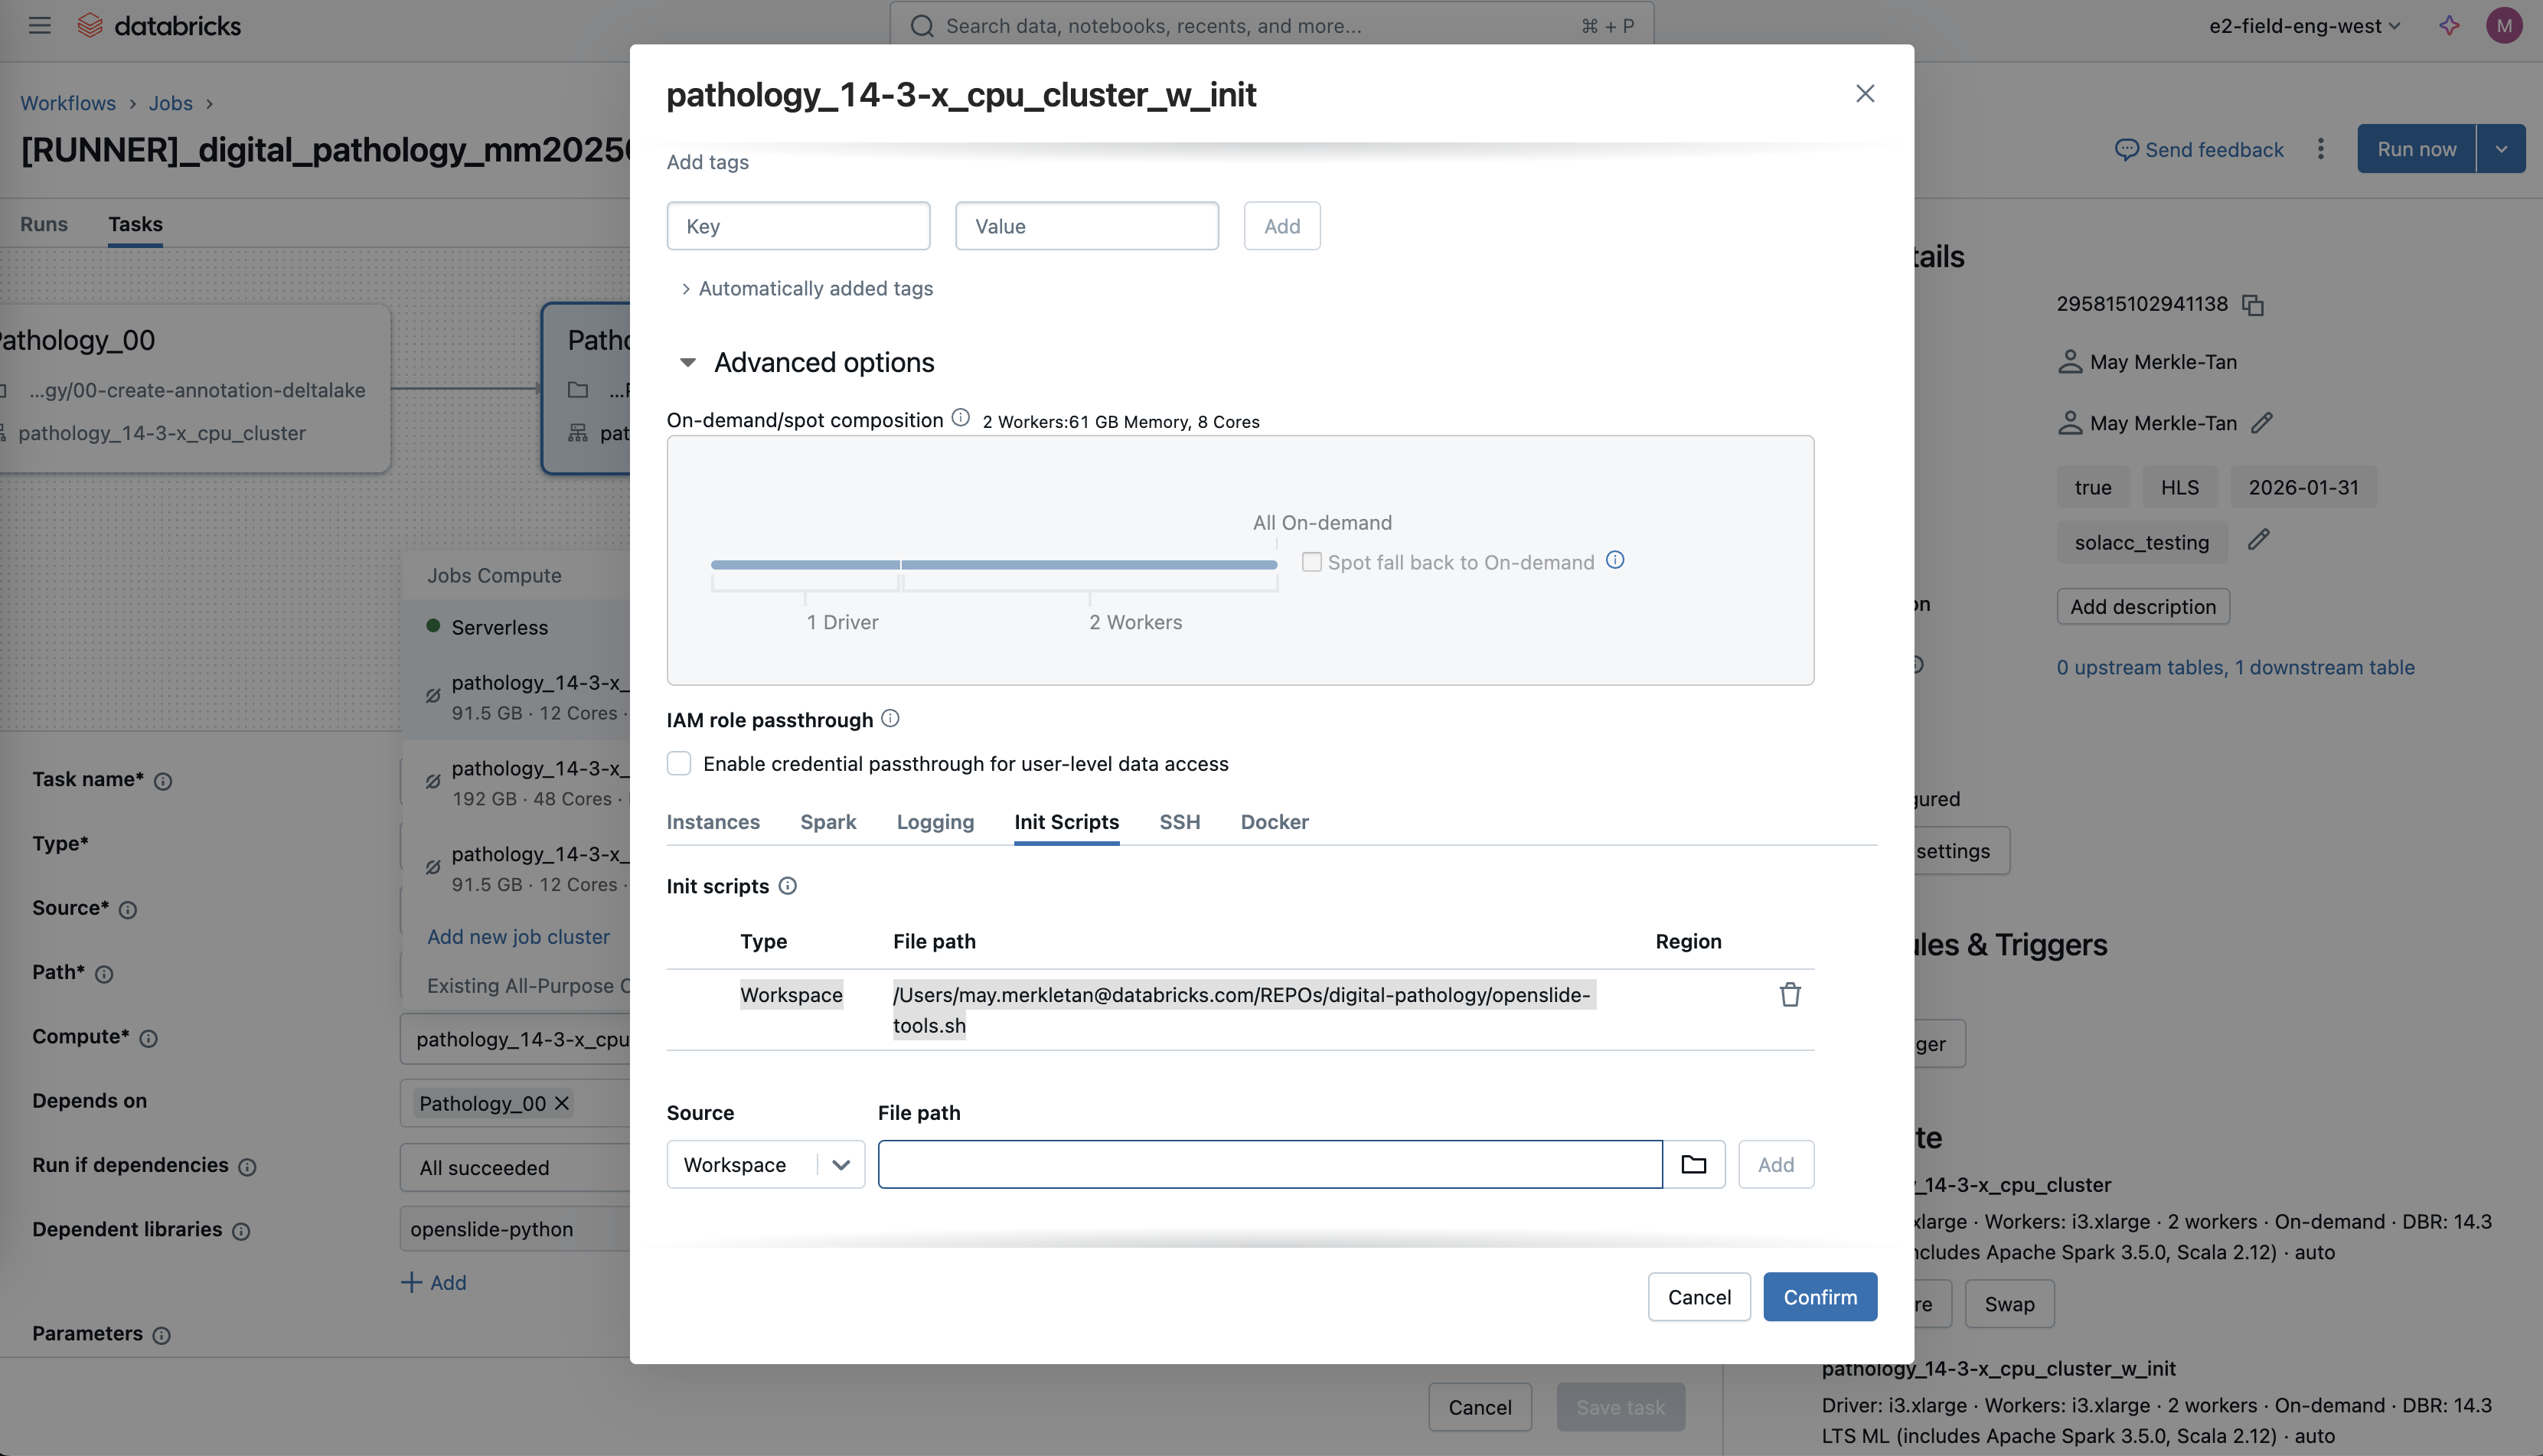 databricks
Search data, notebooks, recents, and more...
⌘ + P
e2-field-eng-west
M
Workflows > Jobs >
[RUNNER]_digital_pathology_mm2025
Send feedback
Run now
Runs
Tasks
athology_00
...gy/00-create-annotation-deltalake
pathology_14-3-x_cpu_cluster
Patho
pat
Jobs Compute
Serverless
pathology_14-3-x_
91.5 GB · 12 Cores ·
pathology_14-3-x_
192 GB · 48 Cores ·
pathology_14-3-x_
91.5 GB · 12 Cores ·
Add new job cluster
Existing All-Purpose C
Task name*
Type*
Source*
Path*
Compute*
pathology_14-3-x_cpu
Depends on
Pathology_00
Run if dependencies
All succeeded
Dependent libraries
openslide-python
+ Add
Parameters
Cancel
Save task
pathology_14-3-x_cpu_cluster_w_init
Add tags
Key
Value
Add
> Automatically added tags
Advanced options
On-demand/spot composition
2 Workers:61 GB Memory, 8 Cores
All On-demand
Spot fall back to On-demand
1 Driver
2 Workers
IAM role passthrough
Enable credential passthrough for user-level data access
Instances
Spark
Logging
Init Scripts
SSH
Docker
Init scripts
Type
File path
Region
Workspace
/Users/may.merkletan@databricks.com/REPOs/digital-pathology/openslide-
tools.sh
Source
File path
Workspace
Add
Cancel
Confirm
tails
295815102941138
May Merkle-Tan
May Merkle-Tan
true
HLS
2026-01-31
solacc_testing
on
Add description
0 upstream tables, 1 downstream table
gured
settings
ules & Triggers
ger
te
_14-3-x_cpu_cluster
xlarge · Workers: i3.xlarge · 2 workers · On-demand · DBR: 14.3
ncludes Apache Spark 3.5.0, Scala 2.12) · auto
re
Swap
pathology_14-3-x_cpu_cluster_w_init
Driver: i3.xlarge · Workers: i3.xlarge · 2 workers · On-demand · DBR: 14.3
LTS ML (includes Apache Spark 3.5.0, Scala 2.12) · auto